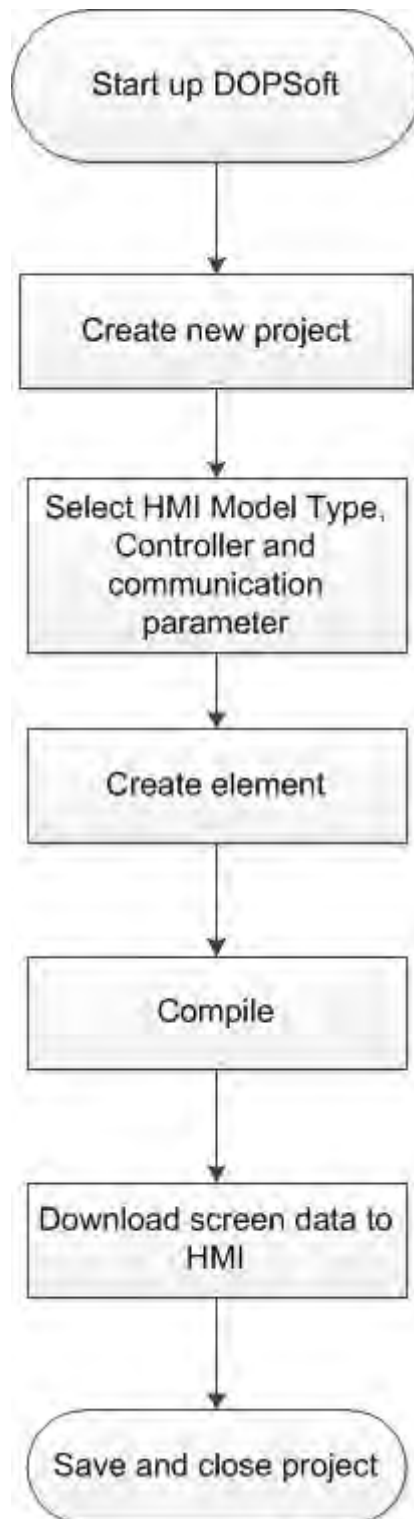 Start up DOPSoft
Create new project
Select HMI Model Type,
Controller and
communication
parameter
Create element
Compile
Download screen data to
HMI
Save and close project